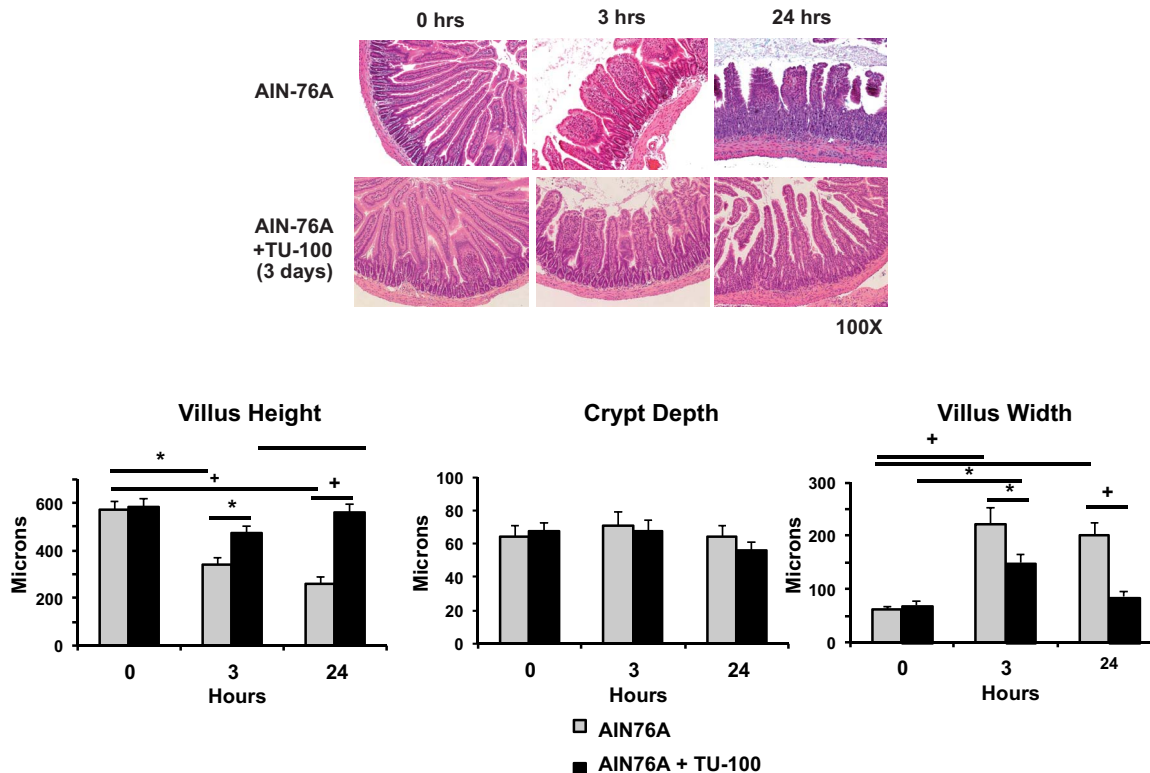 0 hrs
3 hrs
24 hrs
AIN-76A
AIN-76A
+TU-100
(3 days)
100X
Villus Height
*
+
*
+
600
400
200
0
Microns
0
3
24
Hours
Crypt Depth
100
80
60
40
20
0
Microns
0
3
24
Hours
Villus Width
+
*
*
+
300
200
100
0
Microns
0
3
24
Hours
AIN76A
AIN76A + TU-100